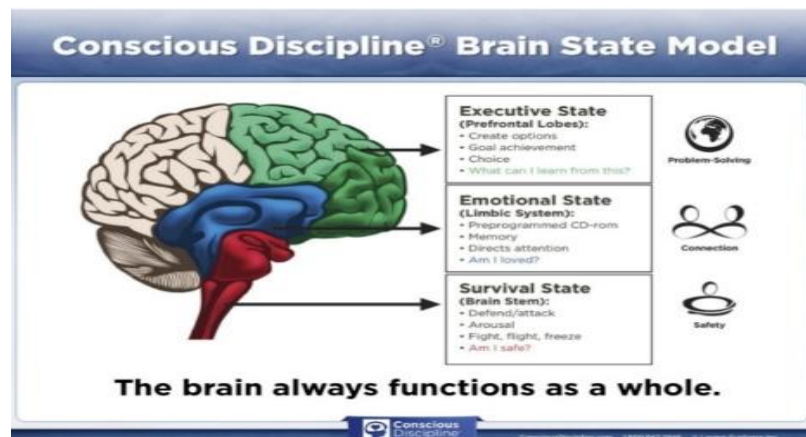 Conscious Discipline® Brain State Model
Executive State
(Prefrontal Lobes):
• Create options
• Goal achievement
• Choice
• What can I learn from this?
Problem-Solving
Emotional State
(Limbic System):
• Preprogrammed CD-rom
• Memory
• Directs attention
• Am I loved?
Connection
Survival State
(Brain Stem):
• Defend/attack
• Arousal
• Fight, flight, freeze
• Am I safe?
Safety
The brain always functions as a whole.
Conscious
Discipline